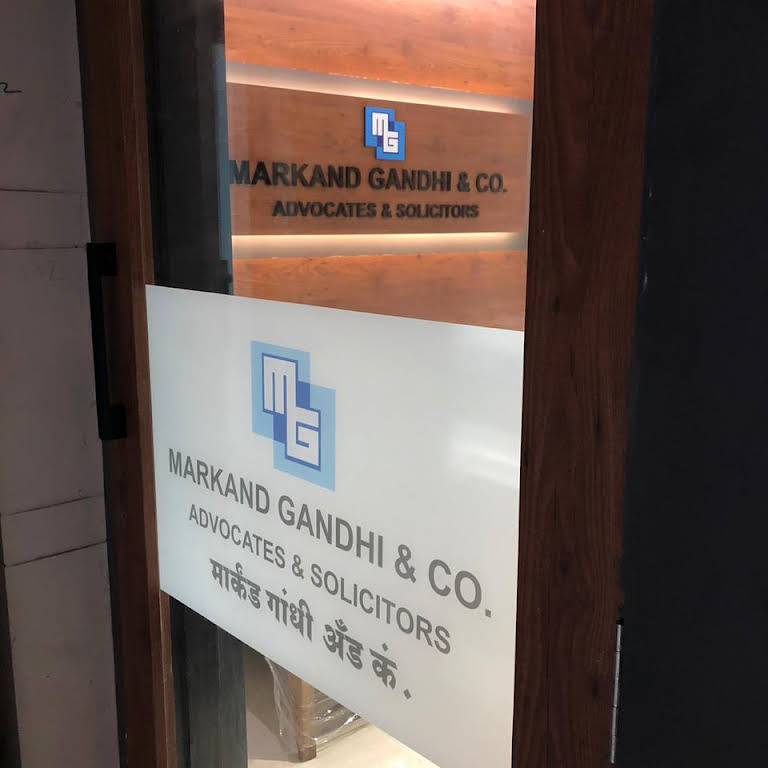 MG
MARKAND GANDHI & CO.
ADVOCATES & SOLICITORS
MG
MARKAND GANDHI & CO.
ADVOCATES & SOLICITORS
मार्कंड गांधी अँड कं.